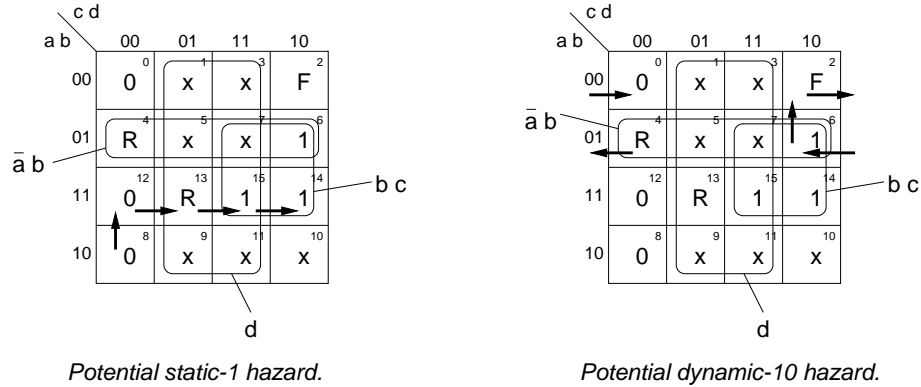 c d
a b 00 01 11 10
00 0 0 x 1 x 3 F 2
01 R 4 x 5 x 7 1 6
a̅ b
11 0 12 R 13 1 15 1 14
b c
10 0 8 x 9 x 11 x 10
d
Potential static-1 hazard.
c d
a b 00 01 11 10
00 0 0 x 1 x 3 F 2
a̅ b
01 R 4 x 5 x 7 1 6
11 0 12 R 13 1 15 1 14
b c
10 0 8 x 9 x 11 x 10
d
Potential dynamic-10 hazard.